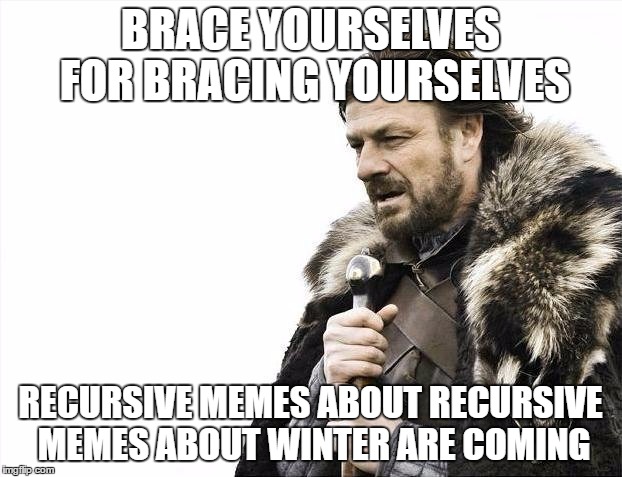 BRACE YOURSELVES
FOR BRACING YOURSELVES
RECURSIVE MEMES ABOUT RECURSIVE
MEMES ABOUT WINTER ARE COMING
imgflip.com